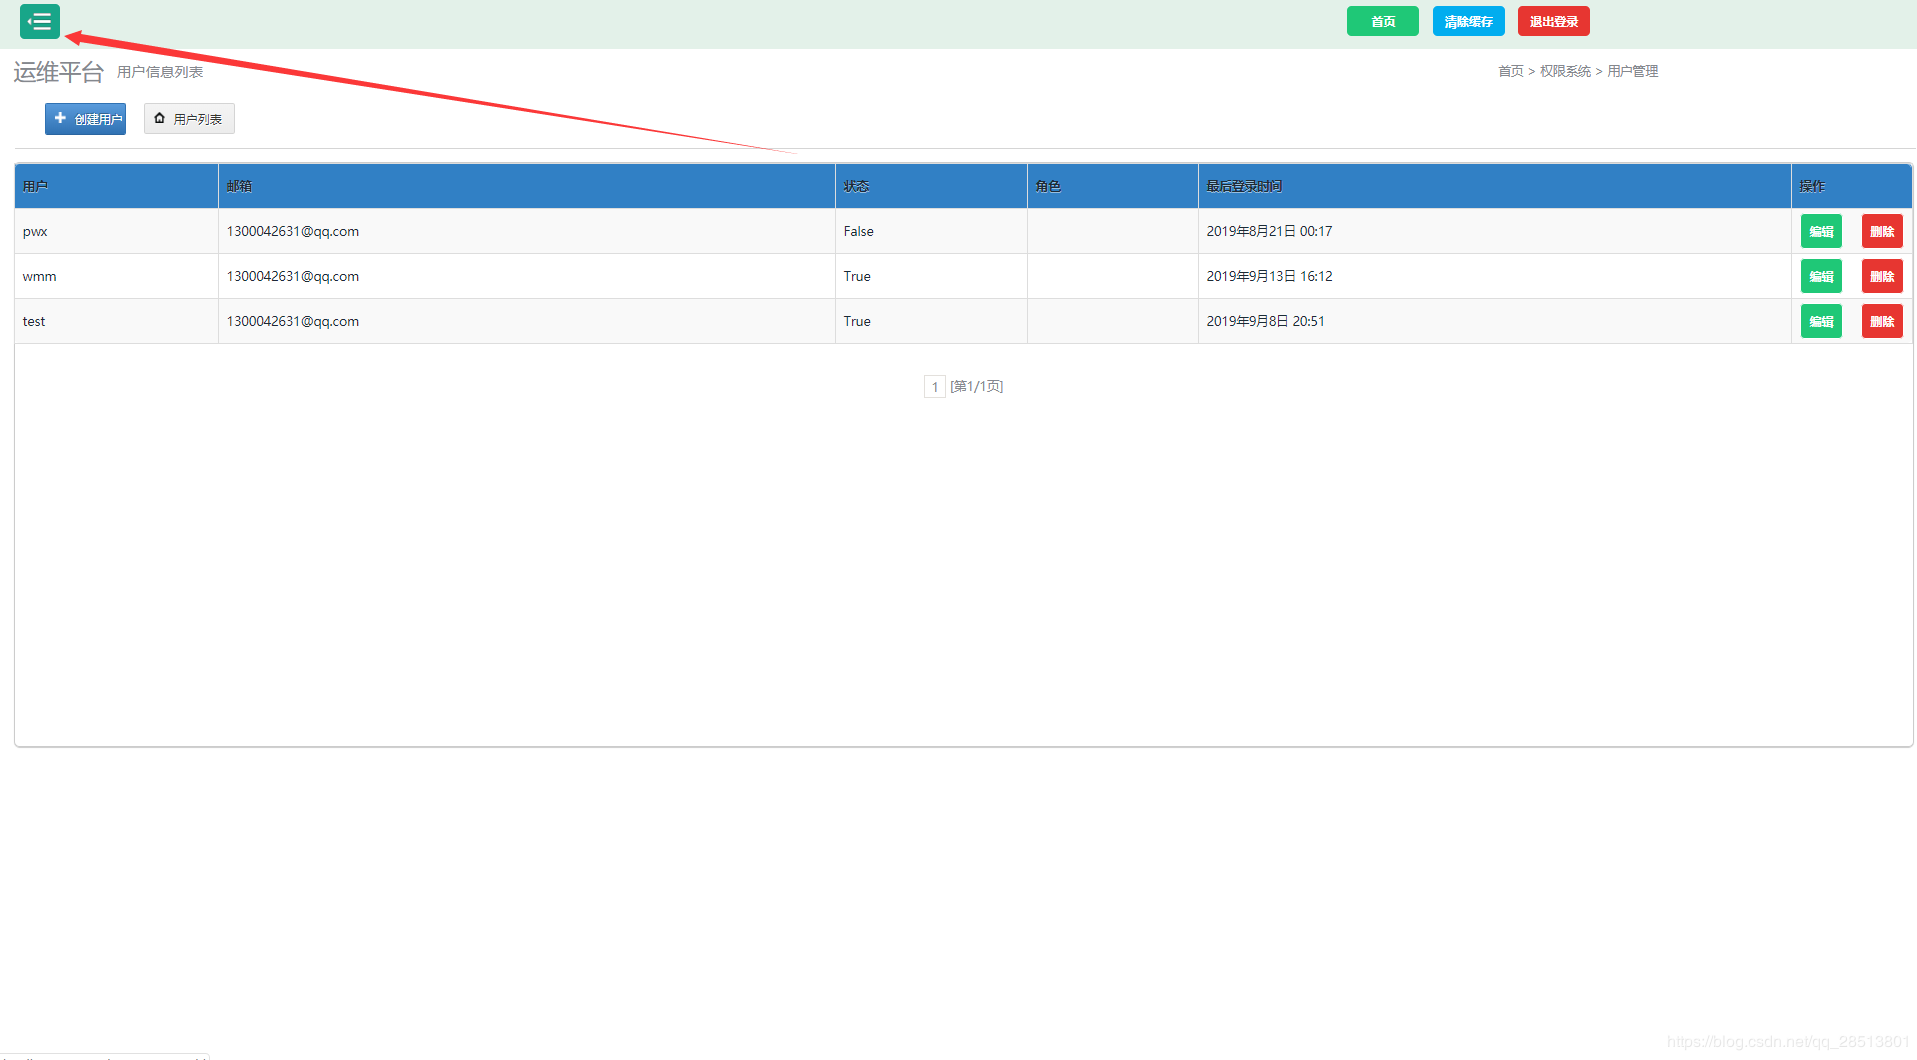 首页 清除缓存 退出登录
运维平台 用户信息列表 首页 > 权限系统 > 用户管理
创建用户 用户列表
用户 邮箱 状态 角色 最后登录时间 操作
pwx 1300042631@qq.com False 2019年8月21日 00:17 编辑 删除
wmm 1300042631@qq.com True 2019年9月13日 16:12 编辑 删除
test 1300042631@qq.com True 2019年9月8日 20:51 编辑 删除
1 [第1/1页]
https://blog.csdn.net/qq_28513801